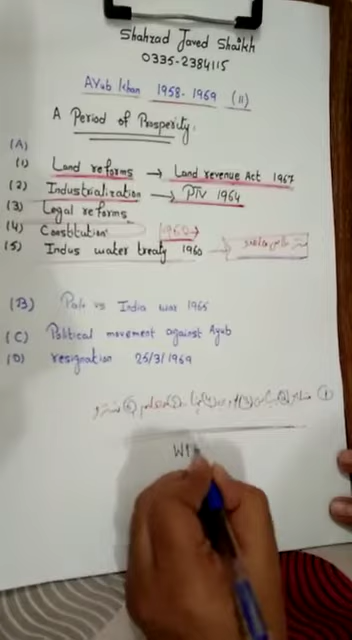 Shahzad Javed Shaikh
0335-2384115
Ayub Khan 1958-1969 (II)
A Period of Prosperity.
(A)
(1) Land reforms → Land revenue Act 1967
(2) Industrialization → PTV 1964
(3) Legal reforms
(4) Constitution 1962
(5) Indus water treaty 1960 →
(B) Pak vs India war 1965
(C) Political movement against Ayub
(D) resignation 25/3/1969